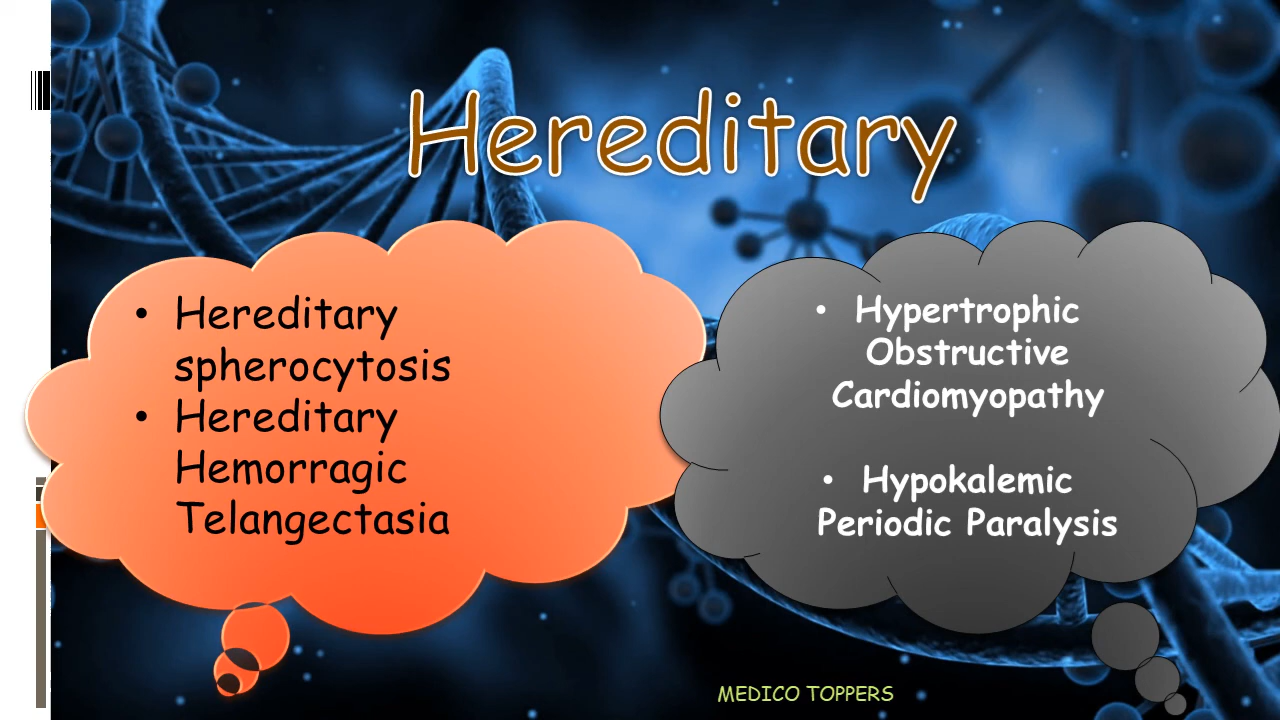 Hereditary
• Hereditary
spherocytosis
• Hereditary
Hemorragic
Telangectasia
• Hypertrophic
Obstructive
Cardiomyopathy
• Hypokalemic
Periodic Paralysis
MEDICO TOPPERS